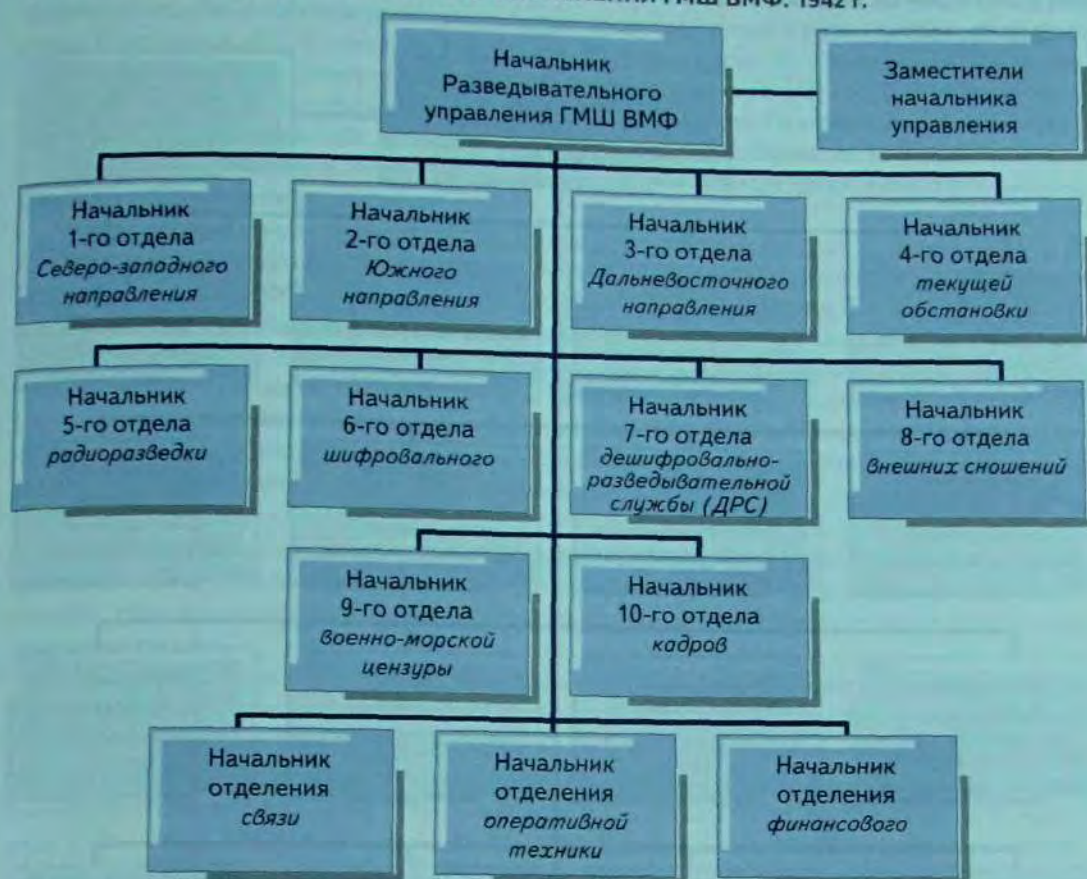 ГМШ ВМФ. 1942 г.
Начальник
Разведывательного
управления ГМШ ВМФ
Заместители
начальника
управления
Начальник
1-го отдела
Северо-западного
направления
Начальник
2-го отдела
Южного
направления
Начальник
3-го отдела
Дальневосточного
направления
Начальник
4-го отдела
текущей
обстановки
Начальник
5-го отдела
радиоразведки
Начальник
6-го отдела
шифровального
Начальник
7-го отдела
дешифровально-
разведывательной
службы (ДРС)
Начальник
8-го отдела
внешних сношений
Начальник
9-го отдела
военно-морской
цензуры
Начальник
10-го отдела
кадров
Начальник
отделения
связи
Начальник
отделения
оперативной
техники
Начальник
отделения
финансового